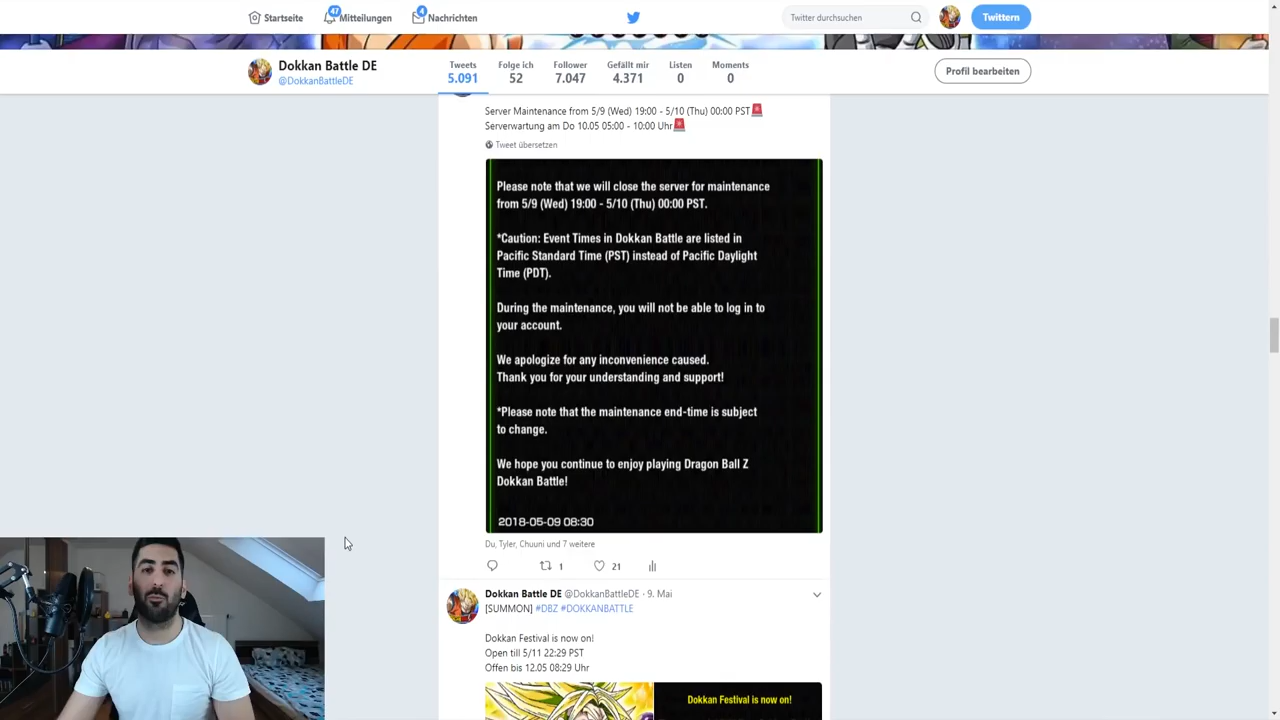 Startseite
47
Mitteilungen
4
Nachrichten
Twitter durchsuchen
Twittern
Dokkan Battle DE
@DokkanBattleDE
Tweets
5.091
Folge ich
52
Follower
7.047
Gefällt mir
4.371
Listen
0
Moments
0
Profil bearbeiten
Server Maintenance from 5/9 (Wed) 19:00 - 5/10 (Thu) 00:00 PST
Serverwartung am Do 10.05 05:00 - 10:00 Uhr
Tweet übersetzen
Please note that we will close the server for maintenance
from 5/9 (Wed) 19:00 - 5/10 (Thu) 00:00 PST.
*Caution: Event Times in Dokkan Battle are listed in
Pacific Standard Time (PST) instead of Pacific Daylight
Time (PDT).
During the maintenance, you will not be able to log in to
your account.
We apologize for any inconvenience caused.
Thank you for your understanding and support!
*Please note that the maintenance end-time is subject
to change.
We hope you continue to enjoy playing Dragon Ball Z
Dokkan Battle!
2018-05-09 08:30
Du, Tyler, Chuuni und 7 weitere
1
21
Dokkan Battle DE @DokkanBattleDE · 9. Mai
[SUMMON] #DBZ #DOKKANBATTLE
Dokkan Festival is now on!
Open till 5/11 22:29 PST
Offen bis 12.05 08:29 Uhr
Dokkan Festival is now on!